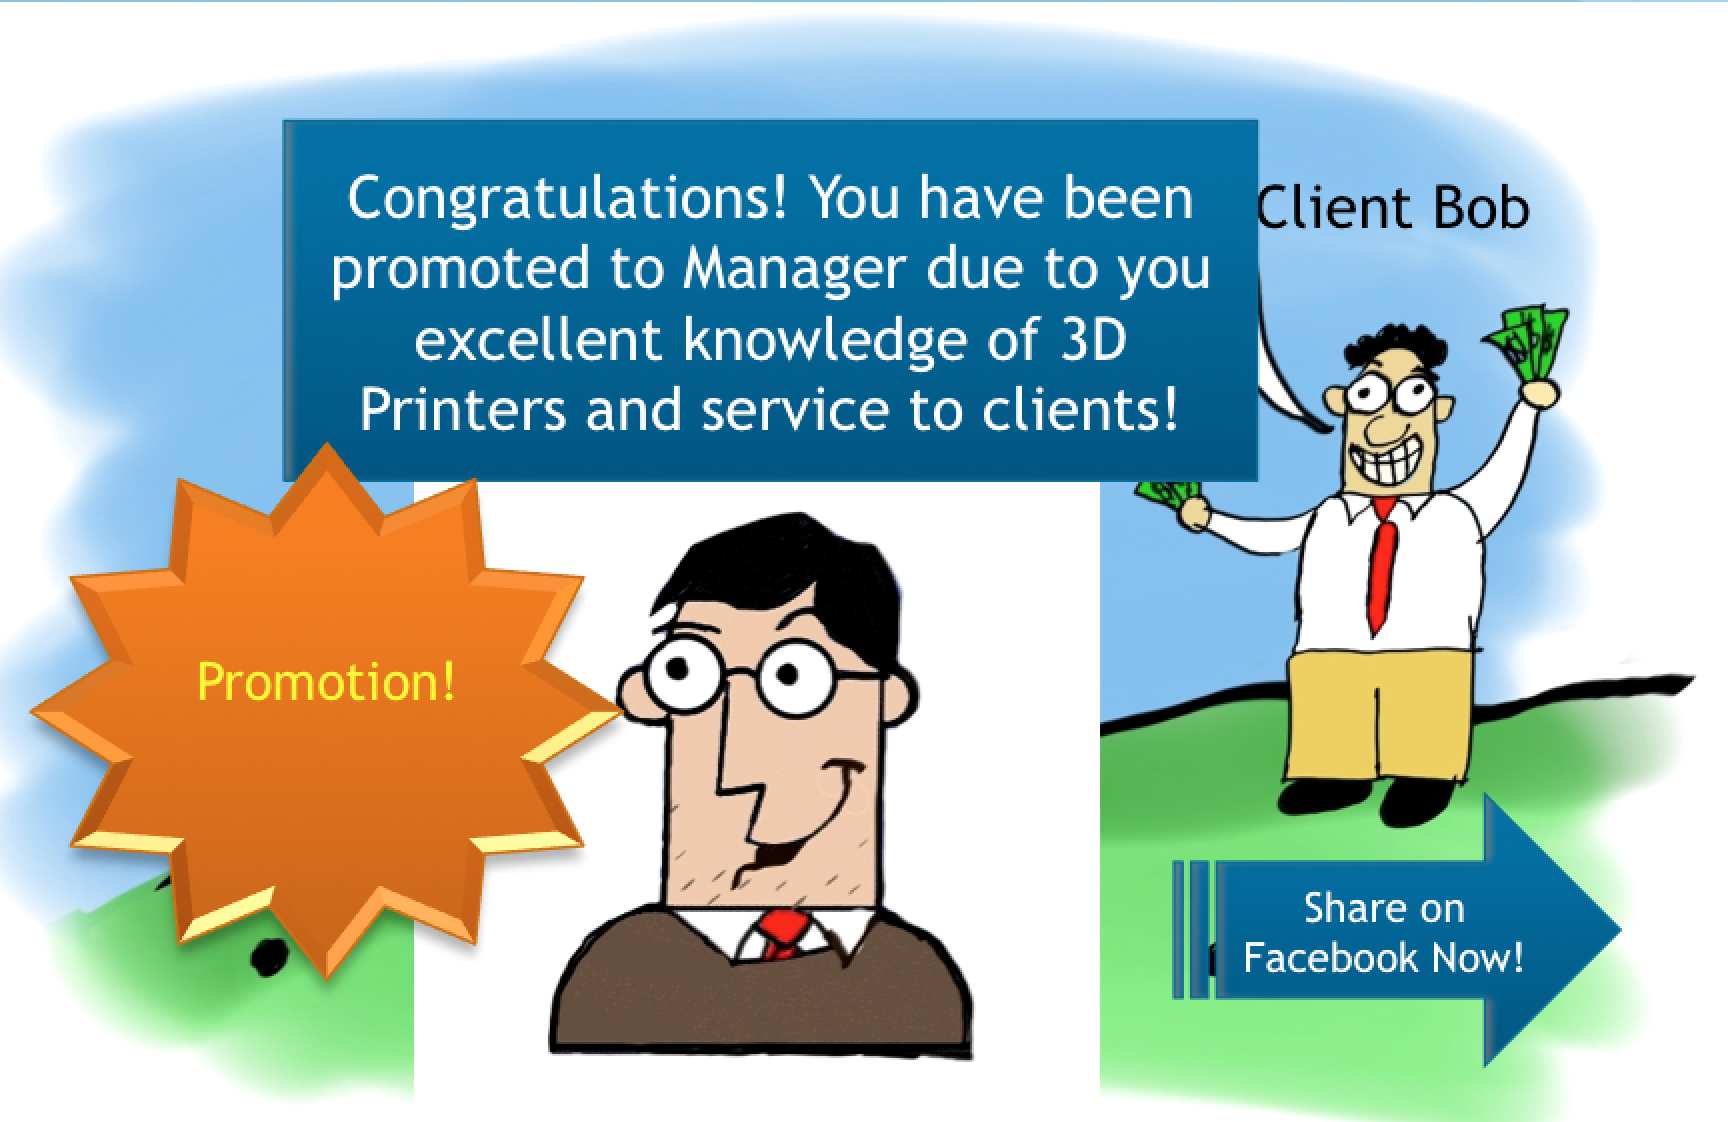 Congratulations! You have been
promoted to Manager due to you
excellent knowledge of 3D
Printers and service to clients!
Client Bob
Promotion!
Share on
Facebook Now!